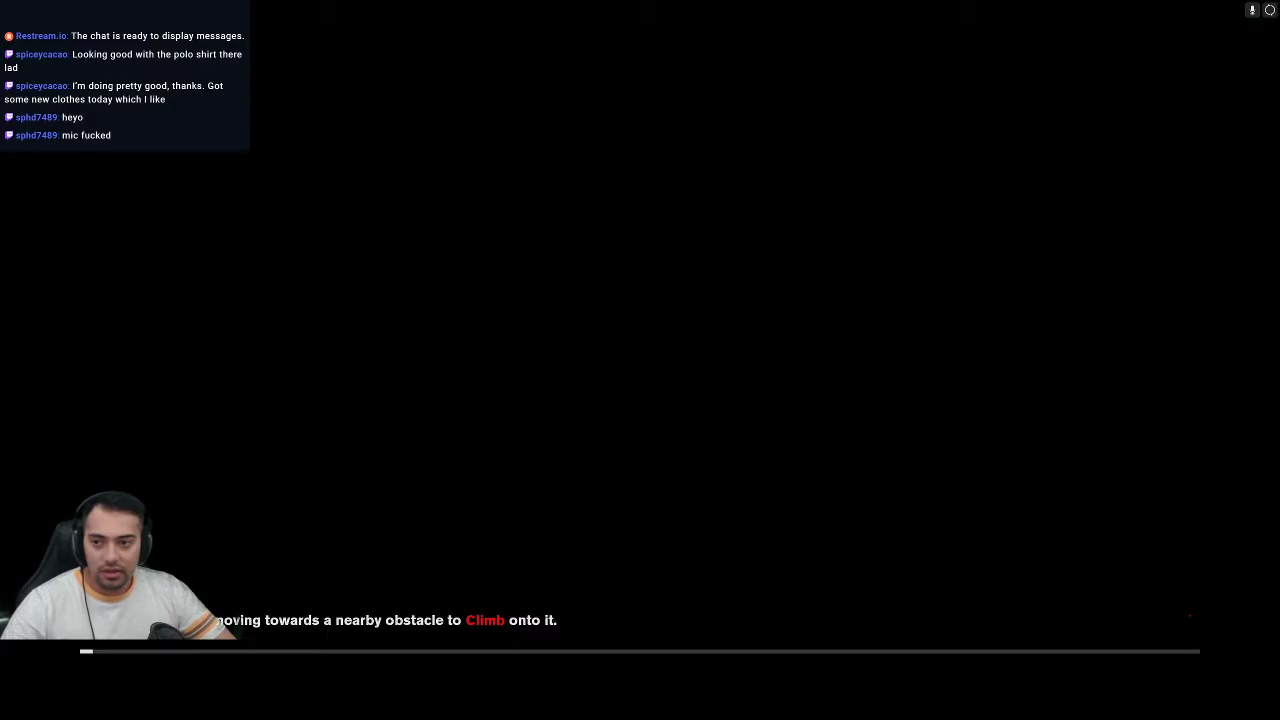 Restream.io: The chat is ready to display messages.
spiceycacao: Looking good with the polo shirt there
lad
spiceycacao: I'm doing pretty good, thanks. Got
some new clothes today which I like
sphd7489: heyo
sphd7489: mic fucked
moving towards a nearby obstacle to Climb onto it.